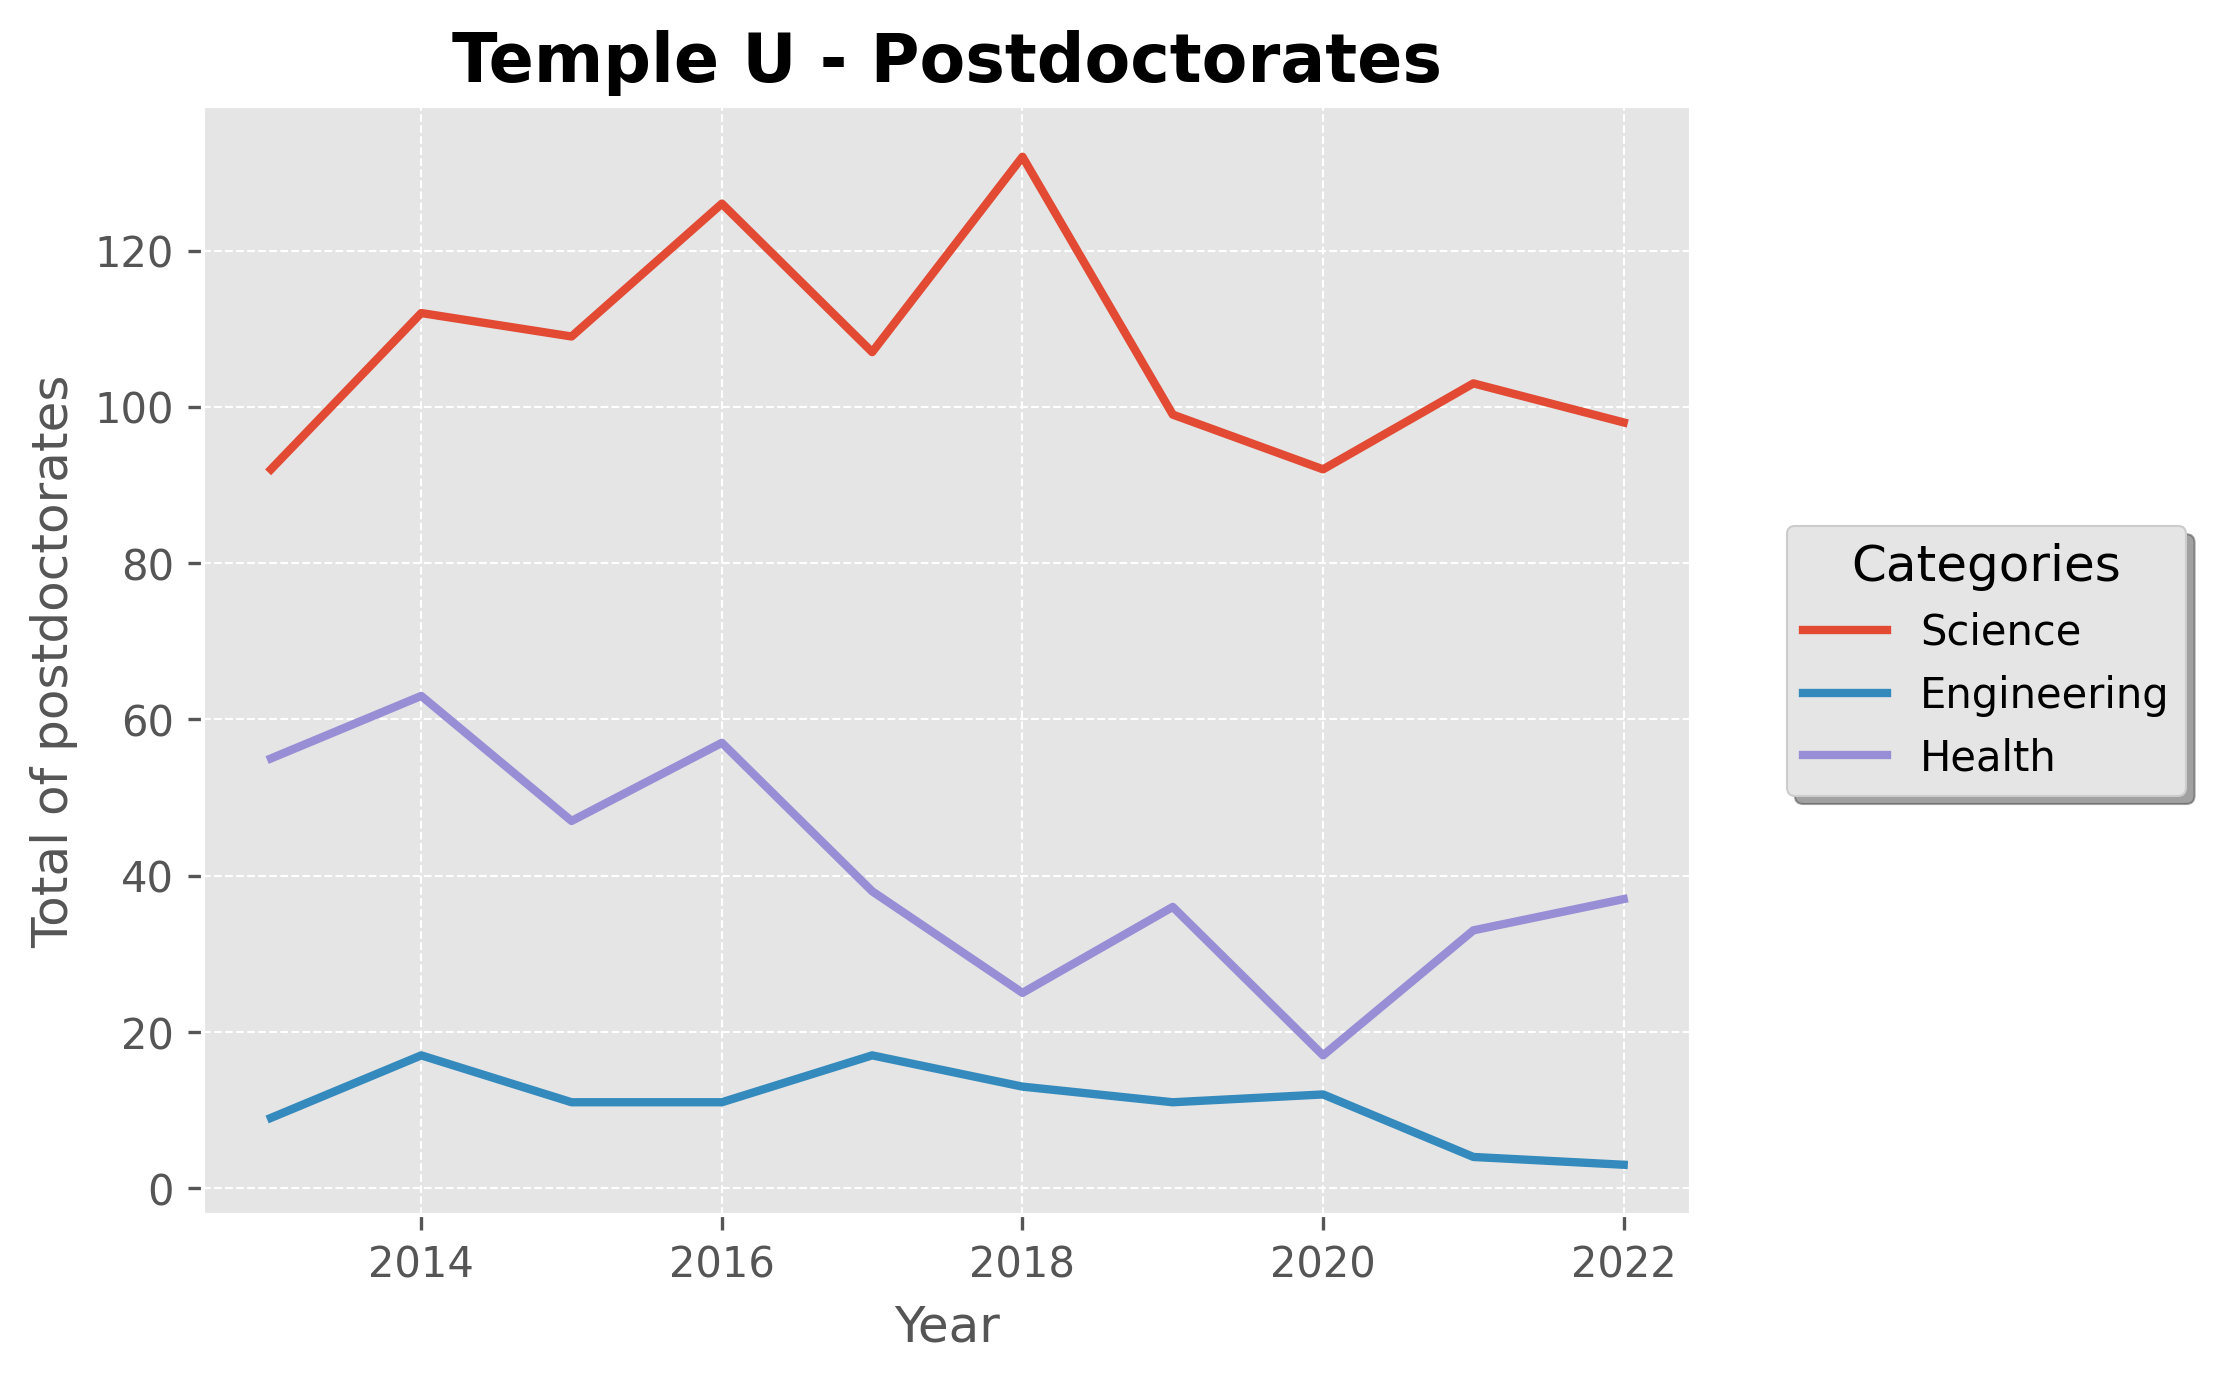 Temple U - Postdoctorates
Total of postdoctorates
120
100
80
60
40
20
0
2014 2016 2018 2020 2022
Year
Categories
Science
Engineering
Health